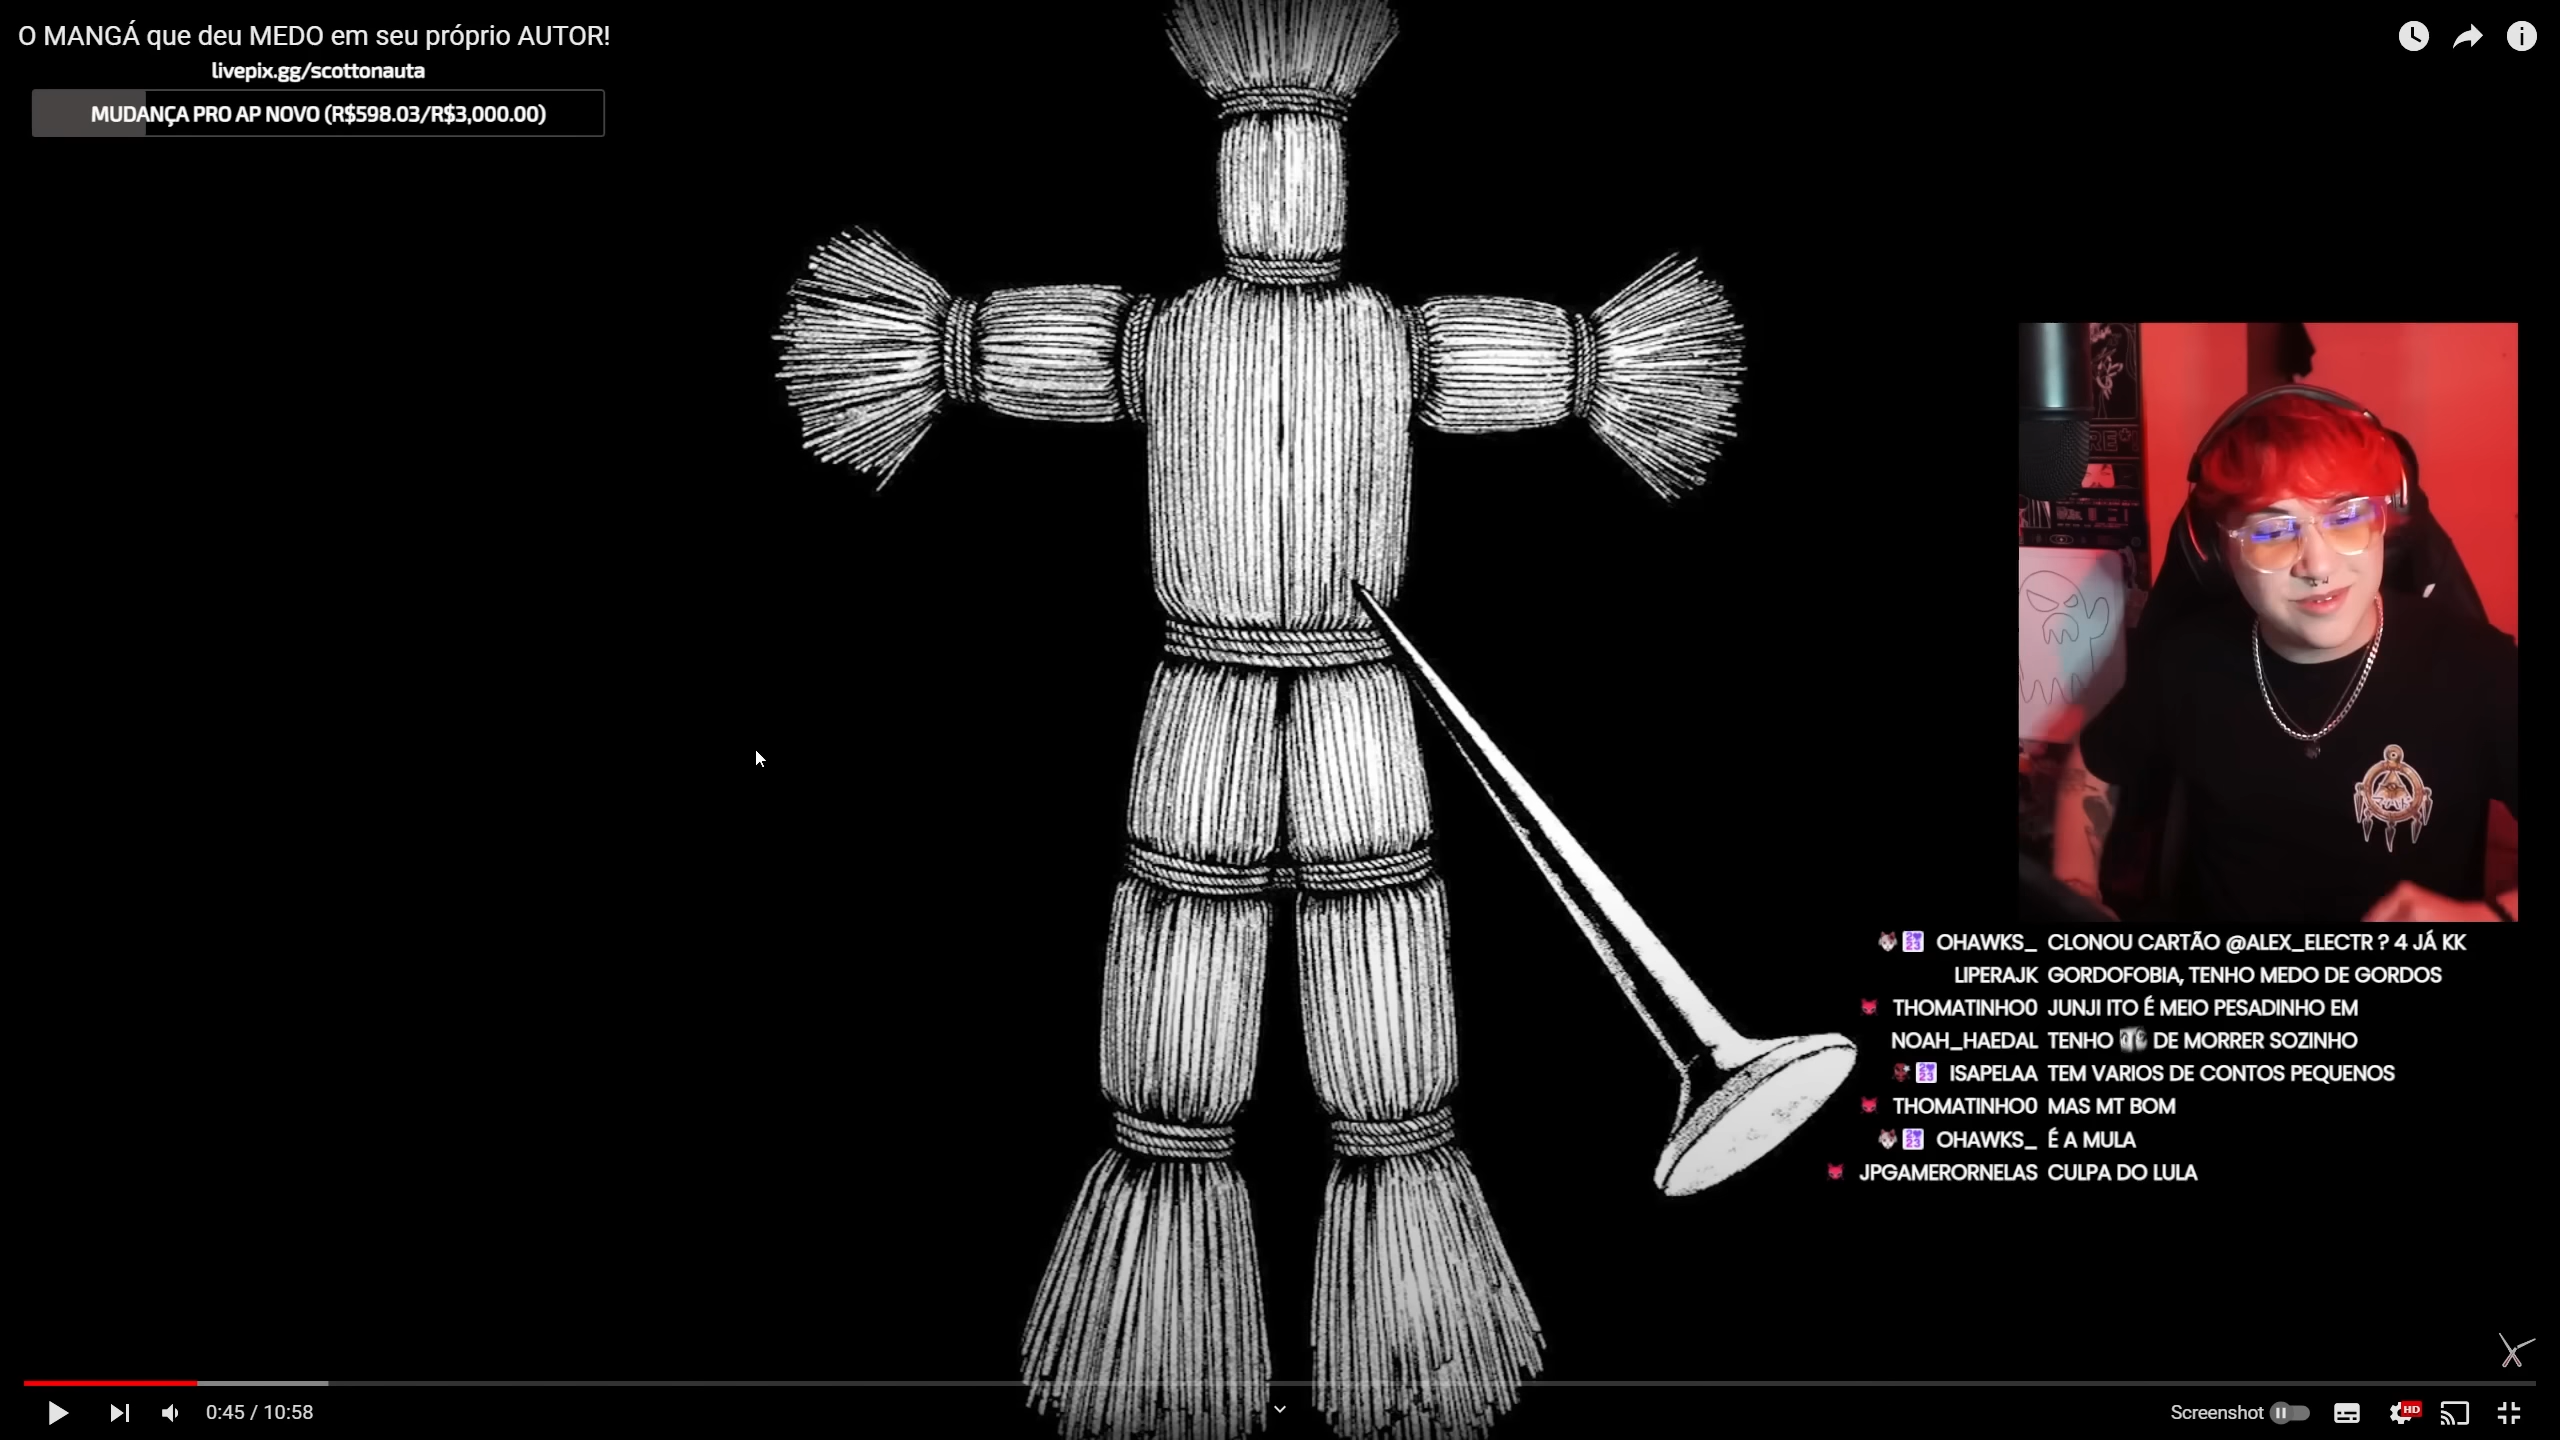 O MANGÁ que deu MEDO em seu próprio AUTOR!
livepix.gg/scottonauta
MUDANÇA PRO AP NOVO (R$598.03/R$3,000.00)
OHAWKS_ CLONOU CARTÃO @ALEX_ELECTR ? 4 JÁ KK
LIPERAJK GORDOFOBIA, TENHO MEDO DE GORDOS
THOMATINHO0 JUNJI ITO É MEIO PESADINHO EM
NOAH_HAEDAL TENHO DE MORRER SOZINHO
ISAPELAA TEM VARIOS DE CONTOS PEQUENOS
THOMATINHO0 MAS MT BOM
OHAWKS_ É A MULA
JPGAMERORNELAS CULPA DO LULA
0:45 / 10:58
Screenshot
HD